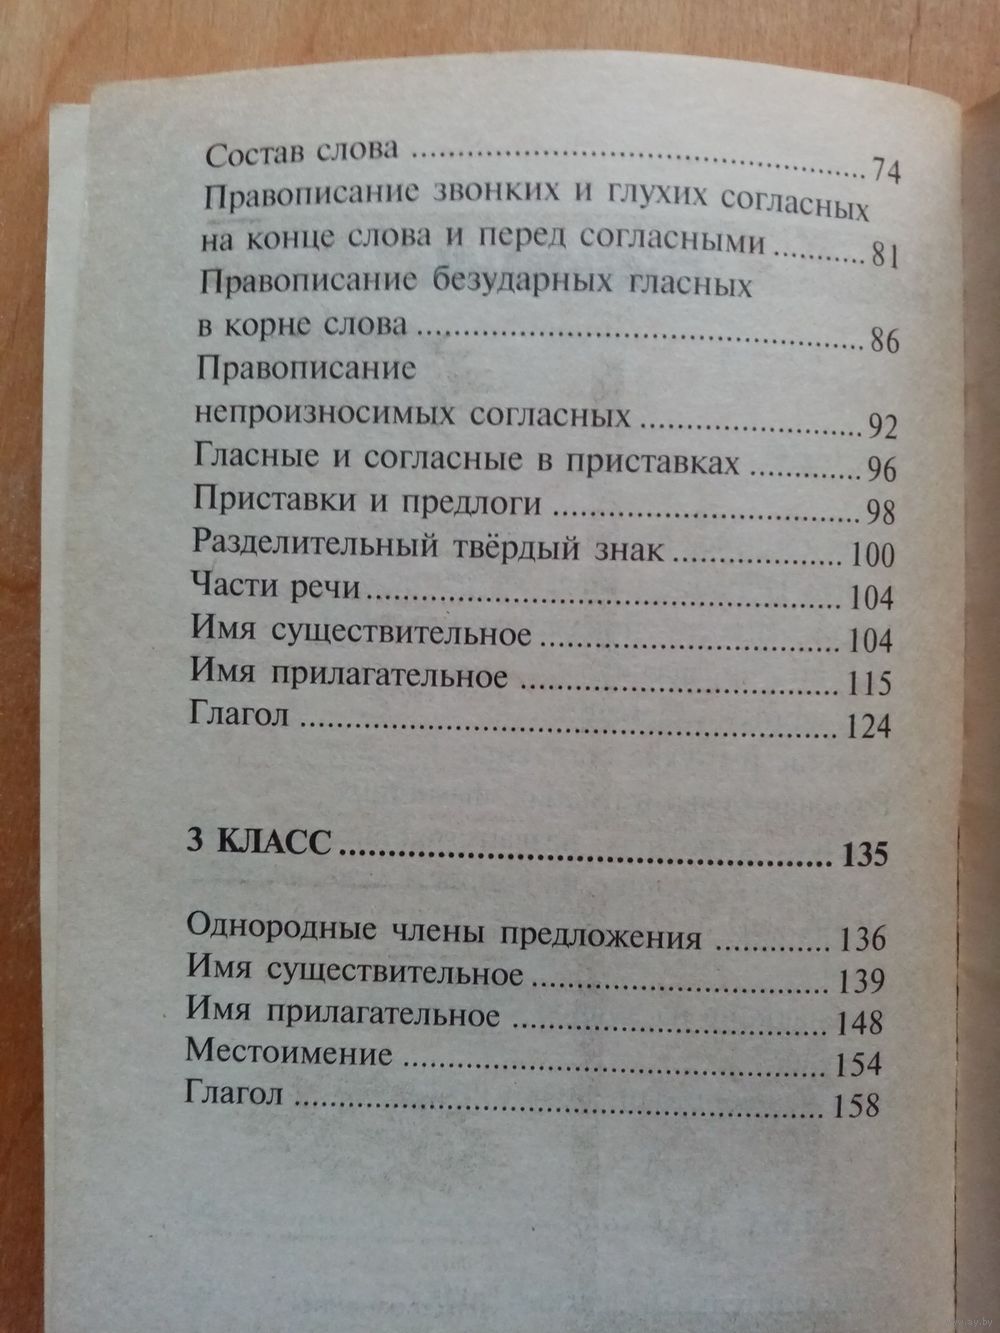 Состав слова ........ 74
Правописание звонких и глухих согласных
на конце слова и перед согласными ........ 81
Правописание безударных гласных
в корне слова ........ 86
Правописание
непроизносимых согласных ........ 92
Гласные и согласные в приставках ........ 96
Приставки и предлоги ........ 98
Разделительный твёрдый знак ........ 100
Части речи ........ 104
Имя существительное ........ 104
Имя прилагательное ........ 115
Глагол ........ 124
3 КЛАСС ........ 135
Однородные члены предложения ........ 136
Имя существительное ........ 139
Имя прилагательное ........ 148
Местоимение ........ 154
Глагол ........ 158